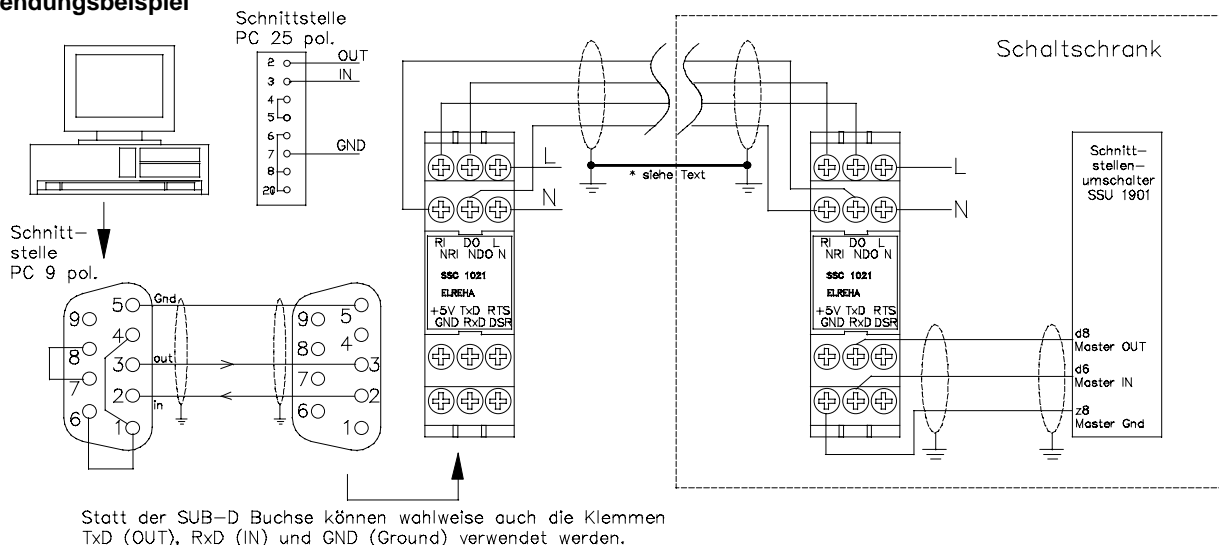 endungsbeispiel
Schnittstelle
PC 25 pol.
2 OUT
3 IN
4
5
6
7 GND
8
20
Schnitt-
stelle
PC 9 pol.
5 Gnd
9
4
8
3 out
7
2 in
6
1
9
5
8
4
7
3
6
2
1
L
N
RI DO L
NRI NDO N
SSC 1021
ELREHA
+5V TxD RTS
GND RxD DSR
* siehe Text
Schaltschrank
L
N
RI DO L
NRI NDO N
SSC 1021
ELREHA
+5V TxD RTS
GND RxD DSR
Schnitt-
stellen-
umschalter
SSU 1901
d8
Master OUT
d6
Master IN
z8
Master Gnd
Statt der SUB-D Buchse können wahlweise auch die Klemmen
TxD (OUT), RxD (IN) und GND (Ground) verwendet werden.